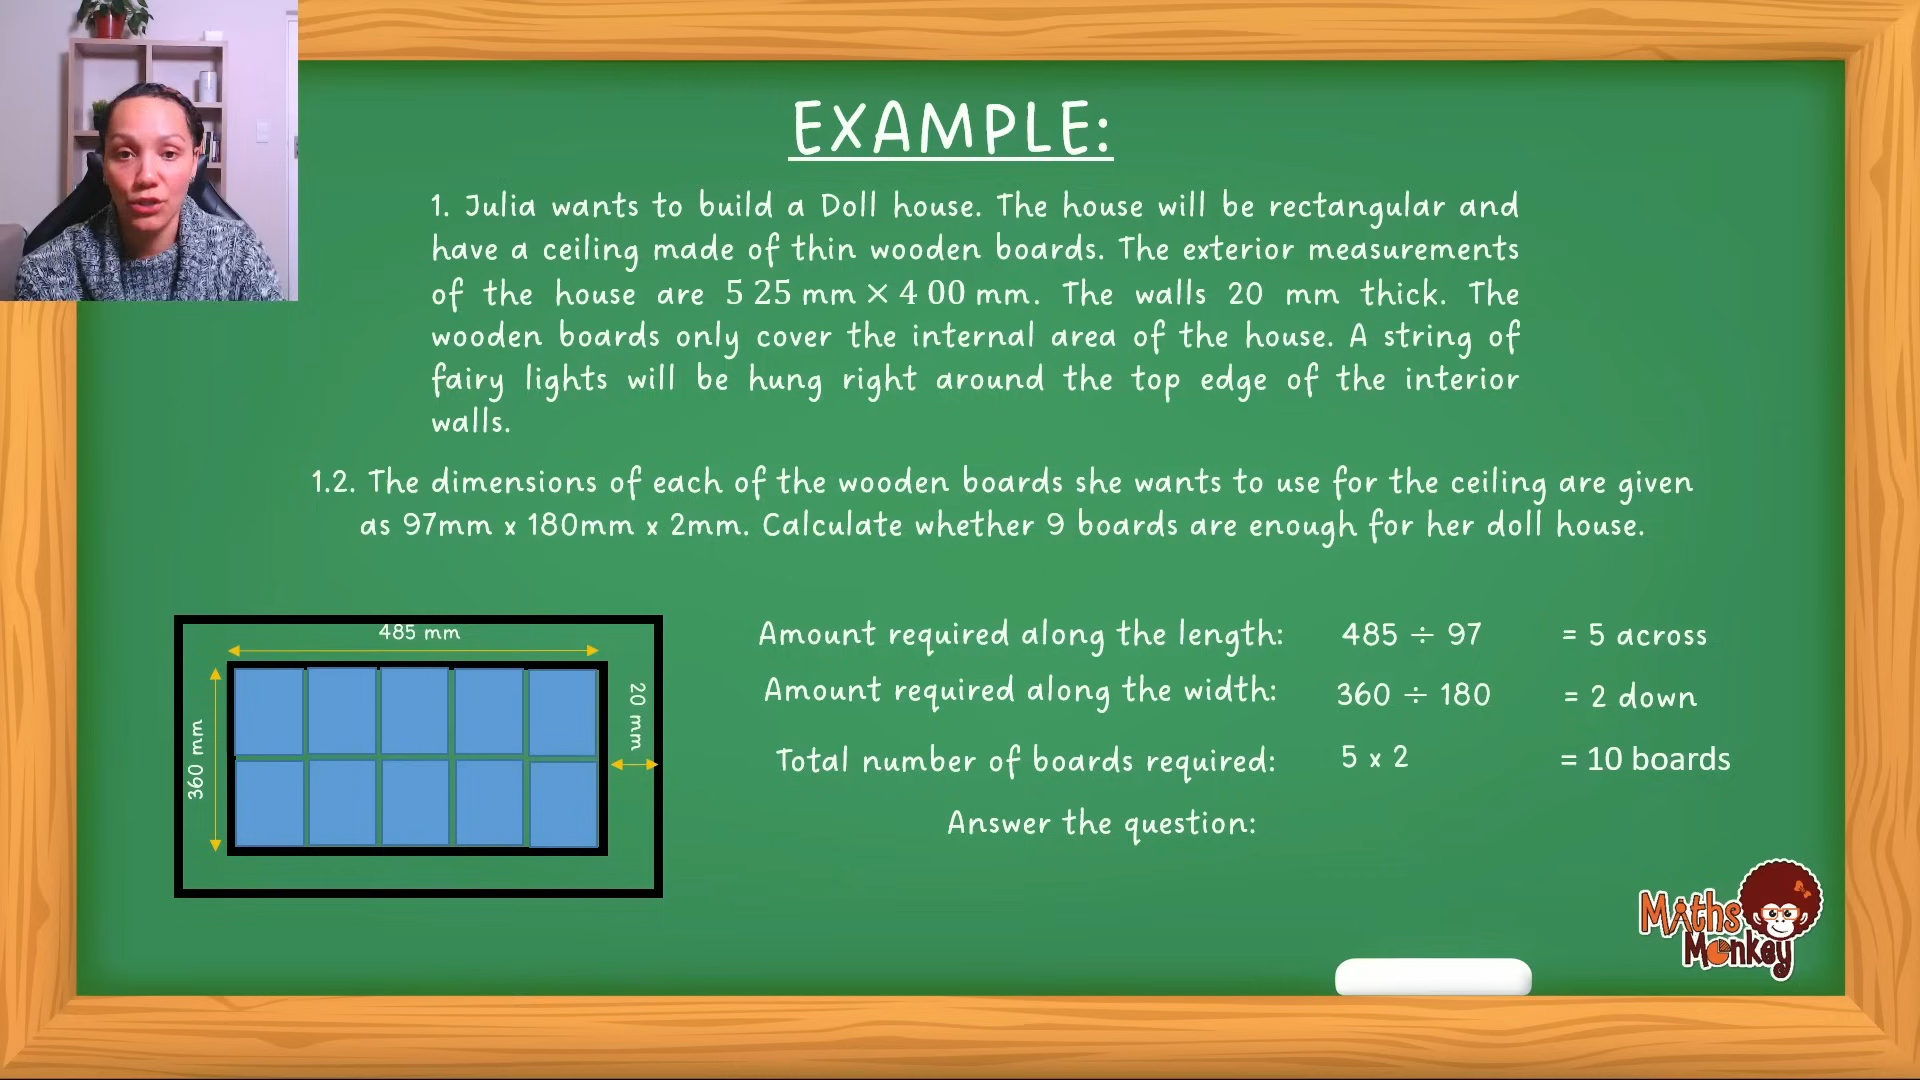 EXAMPLE:
1. Julia wants to build a Doll house. The house will be rectangular and
have a ceiling made of thin wooden boards. The exterior measurements
of the house are 5 25 mm × 4 00 mm. The walls 20 mm thick. The
wooden boards only cover the internal area of the house. A string of
fairy lights will be hung right around the top edge of the interior
walls.
1.2. The dimensions of each of the wooden boards she wants to use for the ceiling are given
as 97mm x 180mm x 2mm. Calculate whether 9 boards are enough for her doll house.
485 mm
360 mm
20 mm
Amount required along the length: 485 ÷ 97 = 5 across
Amount required along the width: 360 ÷ 180 = 2 down
Total number of boards required: 5 x 2 = 10 boards
Answer the question:
Maths
Monkey